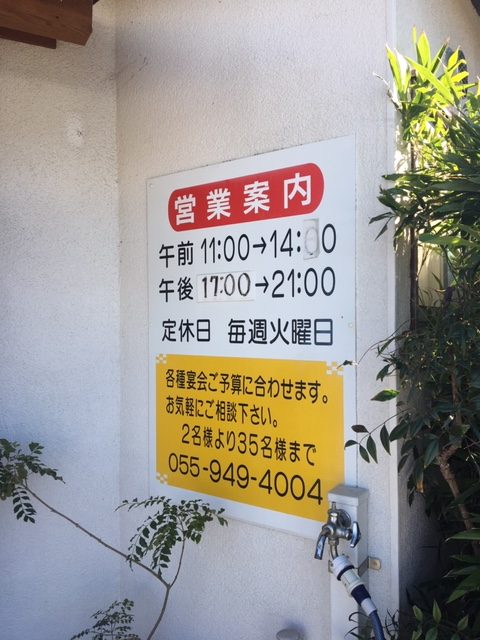 営業案内
午前 11:00→14:00
午後 17:00→21:00
定休日 毎週火曜日
各種宴会ご予算に合わせます。
お気軽にご相談下さい。
2名様より35名様まで
055-949-4004